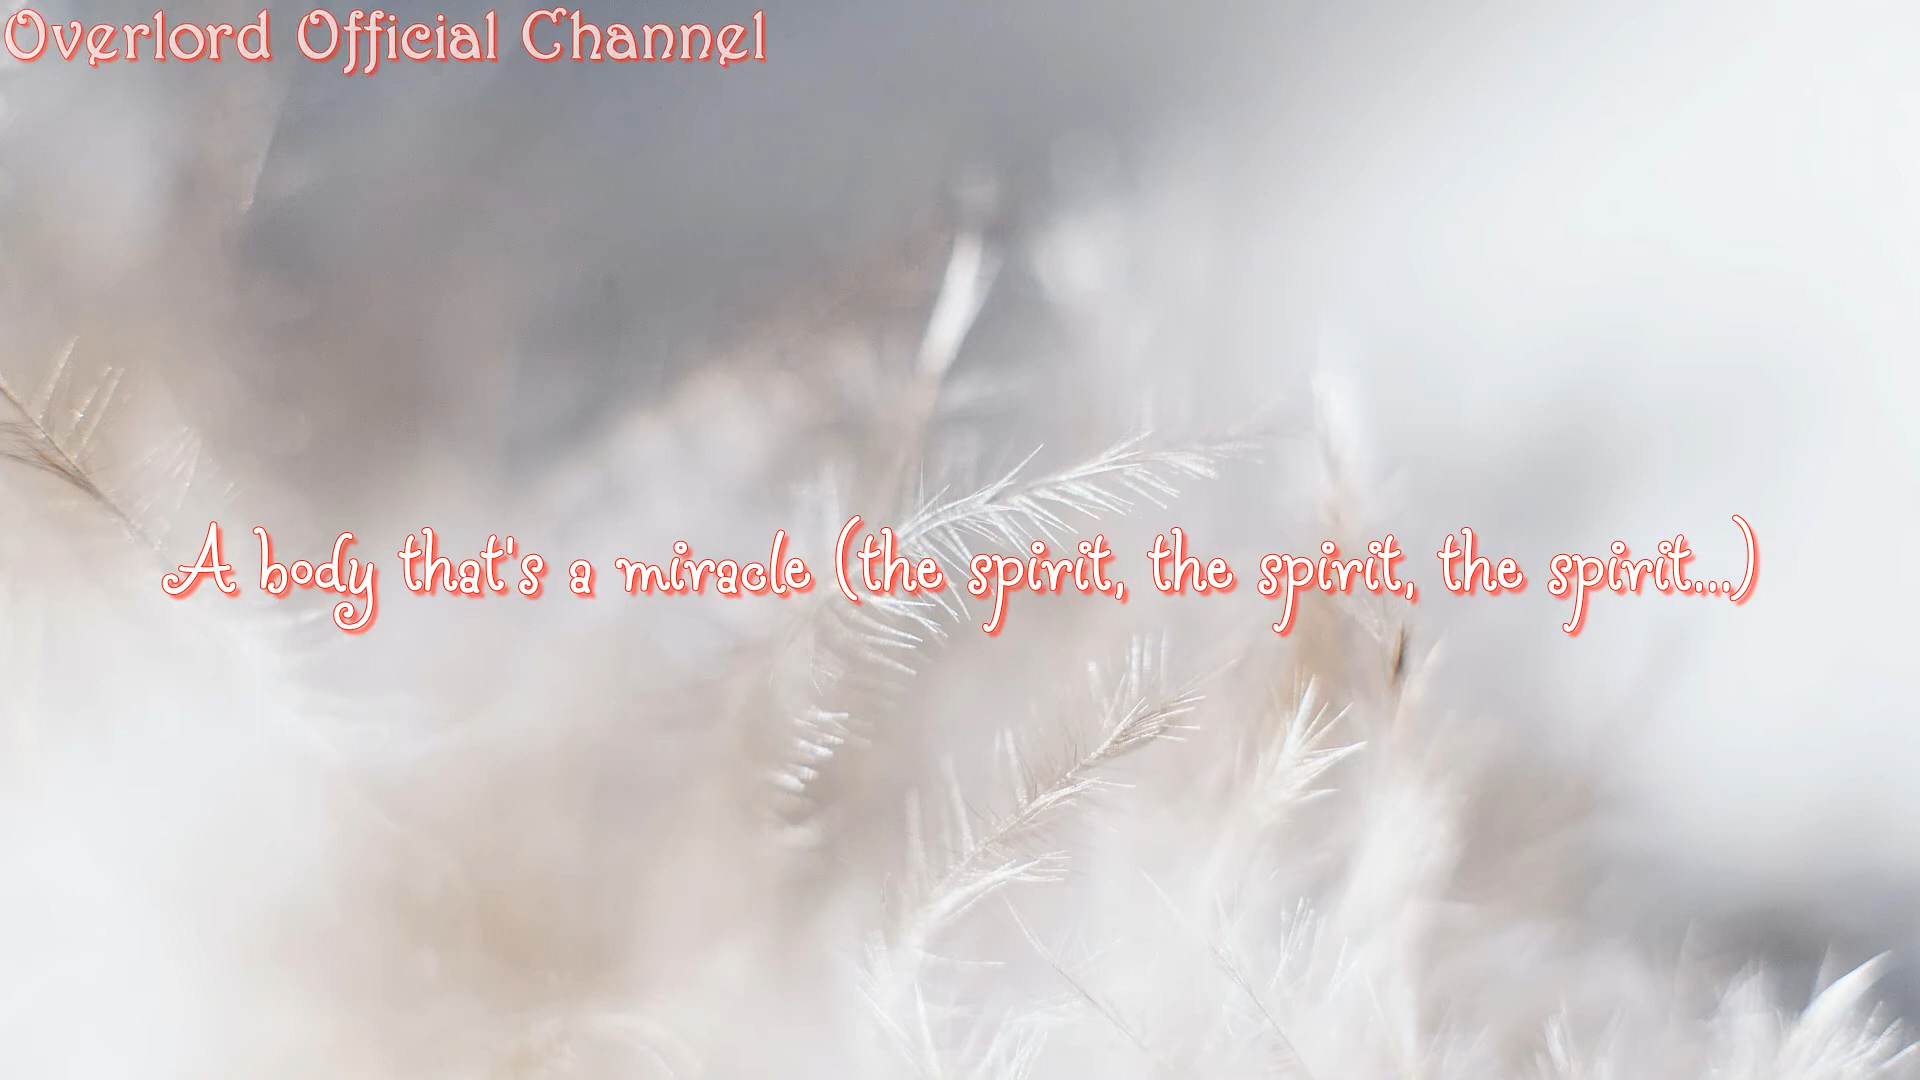 Overlord Official Channel
A body that's a miracle (the spirit, the spirit, the spirit...)